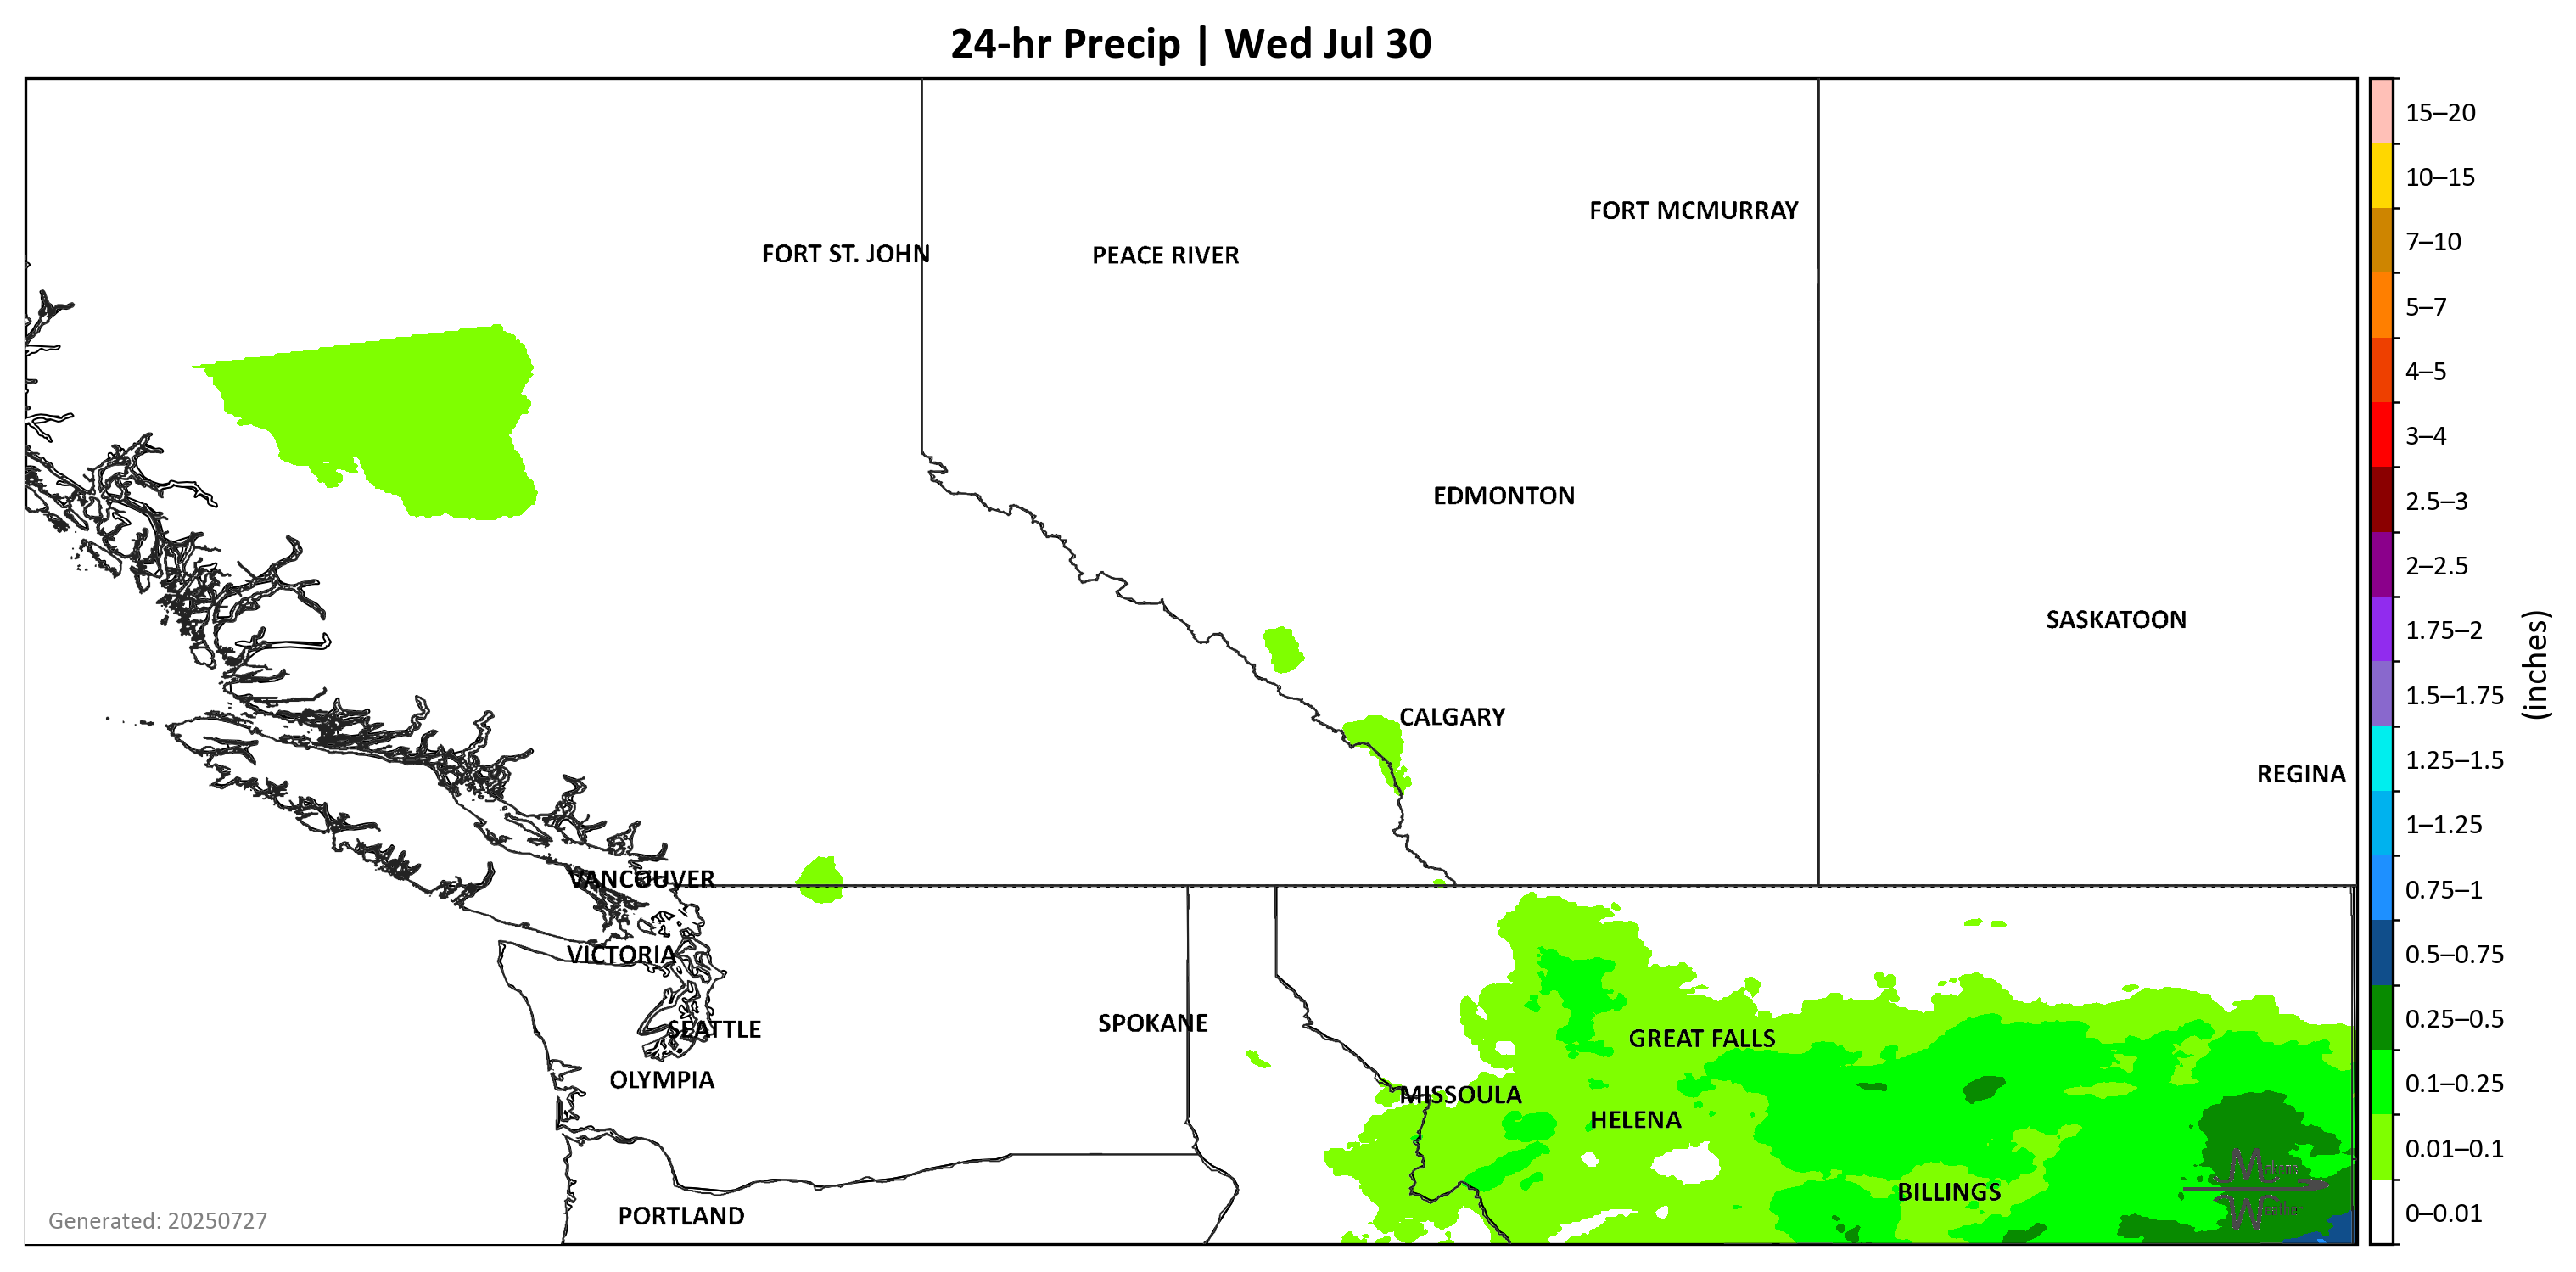 24-hr Precip | Wed Jul 30
FORT MCMURRAY
FORT ST. JOHN
PEACE RIVER
EDMONTON
SASKATOON
CALGARY
REGINA
VANCOUVER
VICTORIA
SPOKANE
SEATTLE
GREAT FALLS
OLYMPIA
MISSOULA
HELENA
BILLINGS
PORTLAND
Generated: 20250727
15–20
10–15
7–10
5–7
4–5
3–4
2.5–3
2–2.5
1.75–2
1.5–1.75
1.25–1.5
1–1.25
0.75–1
0.5–0.75
0.25–0.5
0.1–0.25
0.01–0.1
0–0.01
(inches)